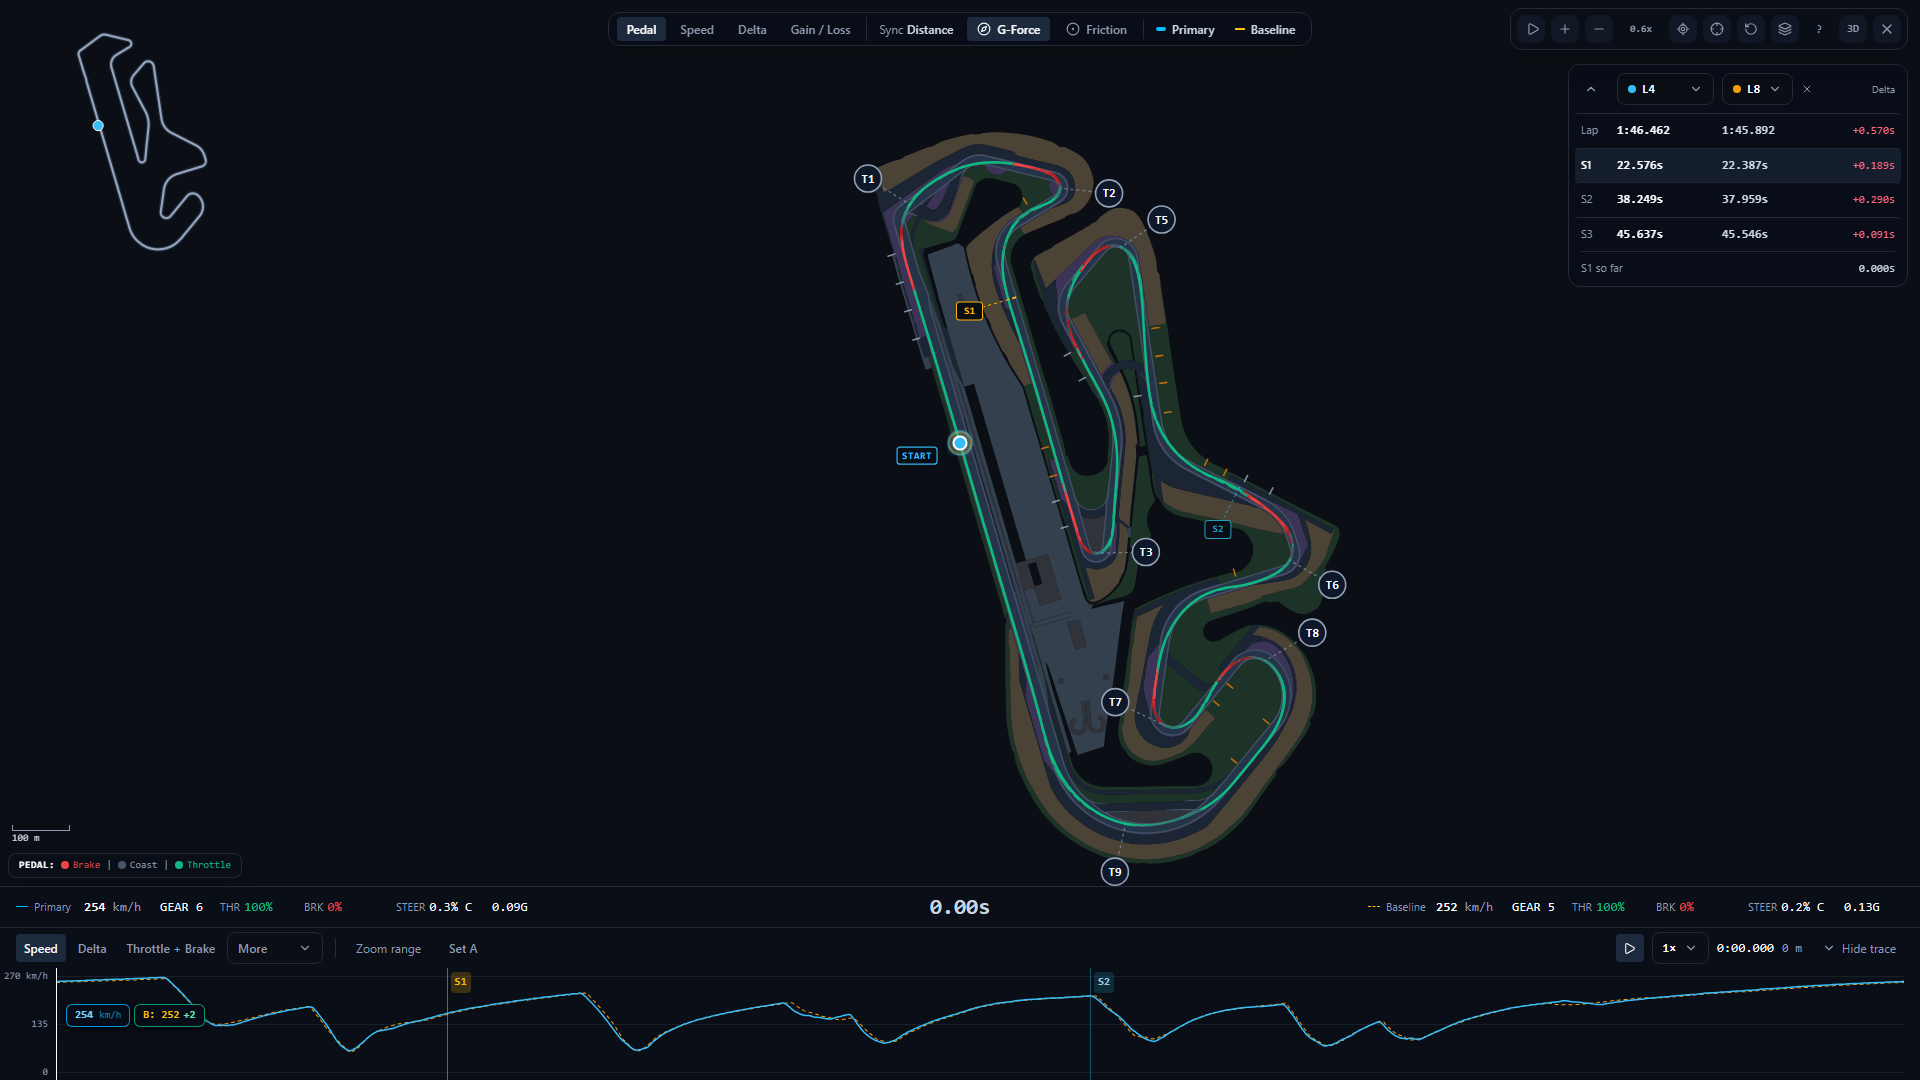 Pedal Speed Delta Gain / Loss Sync Distance G-Force Friction Primary Baseline
0.6x ? 3D
L4 L8 × Delta
Lap 1:46.462 1:45.892 +0.570s
S1 22.576s 22.387s +0.189s
S2 38.249s 37.959s +0.290s
S3 45.637s 45.546s +0.091s
S1 so far 0.000s
T1
T2
T5
S1
START
S2
T3
T6
T8
T7
T9
100 m
PEDAL: Brake | Coast | Throttle
Primary 254 km/h GEAR 6 THR 100% BRK 0% STEER 0.3% C 0.09G
0.00s
Baseline 252 km/h GEAR 5 THR 100% BRK 0% STEER 0.2% C 0.13G
Speed Delta Throttle + Brake More Zoom range Set A
1x 0:00.000 0 m Hide trace
270 km/h
S1
S2
254 km/h B: 252 +2
135
0